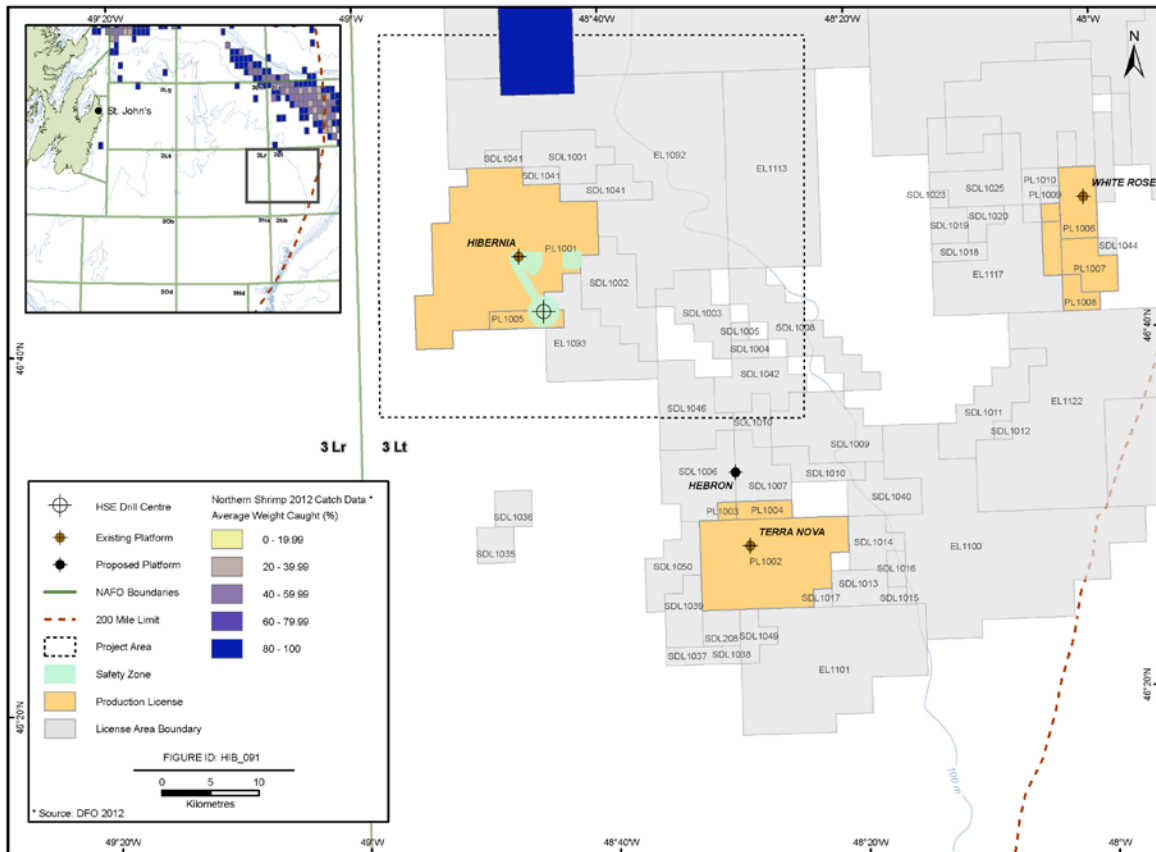 49°20'W
49°W
48°40'W
48°20'W
48°W
N
St. John's
3Li
3Lr
3Lt
EL1092
EL1113
SDL1041
SDL1001
SDL1041
SDL1041
HIBERNIA
PL1001
SDL1002
PL1005
EL1093
SDL1003
SDL1005
SDL1008
SDL1004
SDL1042
SDL1023
SDL1025
PL1010
PL1009
WHITE ROSE
SDL1019
SDL1020
SDL1018
PL1006
SDL1044
EL1117
PL1007
PL1008
46°40'N
46°40'N
SDL1046
SDL1010
SDL1011
EL1122
SDL1012
SDL1009
3 Lr
3 Lt
SDL1006
SDL1010
HEBRON
SDL1007
SDL1040
PL1003
PL1004
SDL1036
SDL1035
TERRA NOVA
PL1002
SDL1014
EL1100
SDL1050
SDL1016
SDL1013
SDL1039
SDL1017
SDL1015
SDL208
SDL1049
SDL1037
SDL1038
EL1101
46°20'N
46°20'N
100 m
HSE Drill Centre
Existing Platform
Proposed Platform
NAFO Boundaries
200 Mile Limit
Project Area
Safety Zone
Production License
License Area Boundary
Northern Shrimp 2012 Catch Data *
Average Weight Caught (%)
0 - 19.99
20 - 39.99
40 - 59.99
60 - 79.99
80 - 100
FIGURE ID: HIB_091
0 5 10
Kilometres
* Source: DFO 2012
49°20'W
49°W
48°40'W
48°20'W
48°W